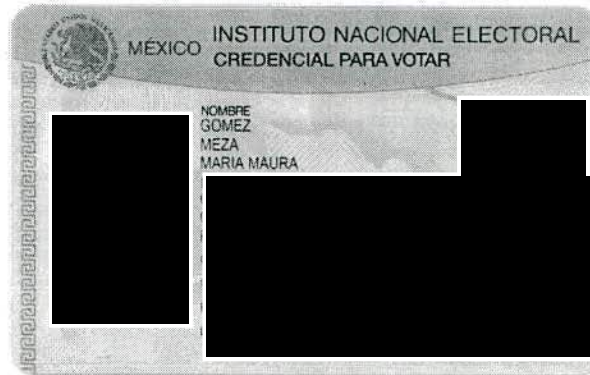 MÉXICO
INSTITUTO NACIONAL ELECTORAL
CREDENCIAL PARA VOTAR
NOMBRE
GOMEZ
MEZA
MARIA MAURA